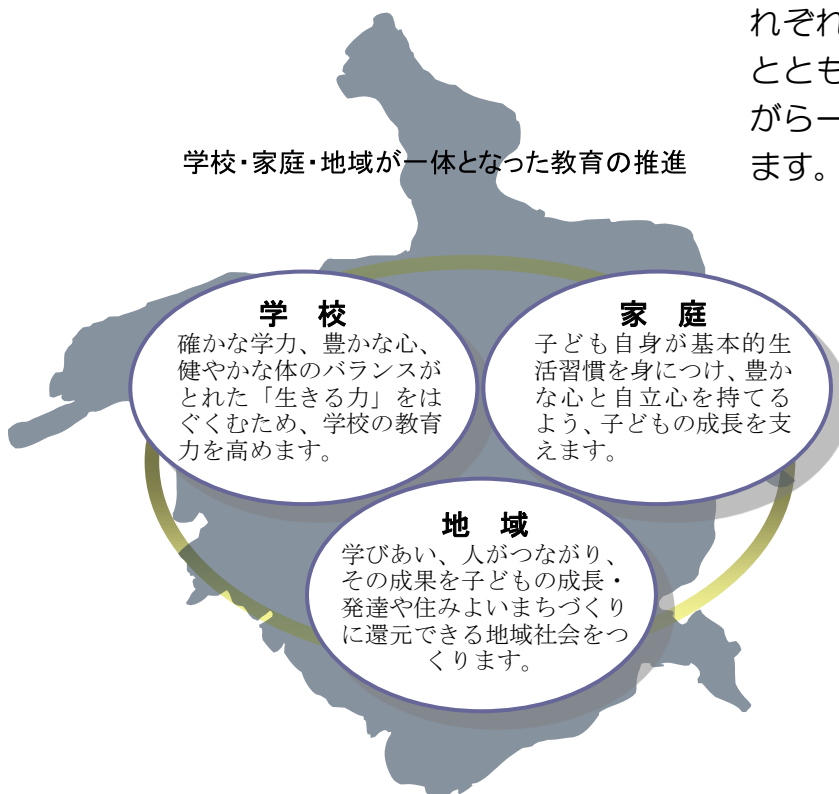 れぞれ
ととも
がら一
ます。
学校・家庭・地域が一体となった教育の推進
学　校
確かな学力、豊かな心、
健やかな体のバランスが
とれた「生きる力」をは
ぐくむため、学校の教育
力を高めます。
家　庭
子ども自身が基本的生
活習慣を身につけ、豊か
な心と自立心を持てる
よう、子どもの成長を支
えます。
地　域
学びあい、人がつながり、
その成果を子どもの成長・
発達や住みよいまちづくり
に還元できる地域社会をつ
くります。